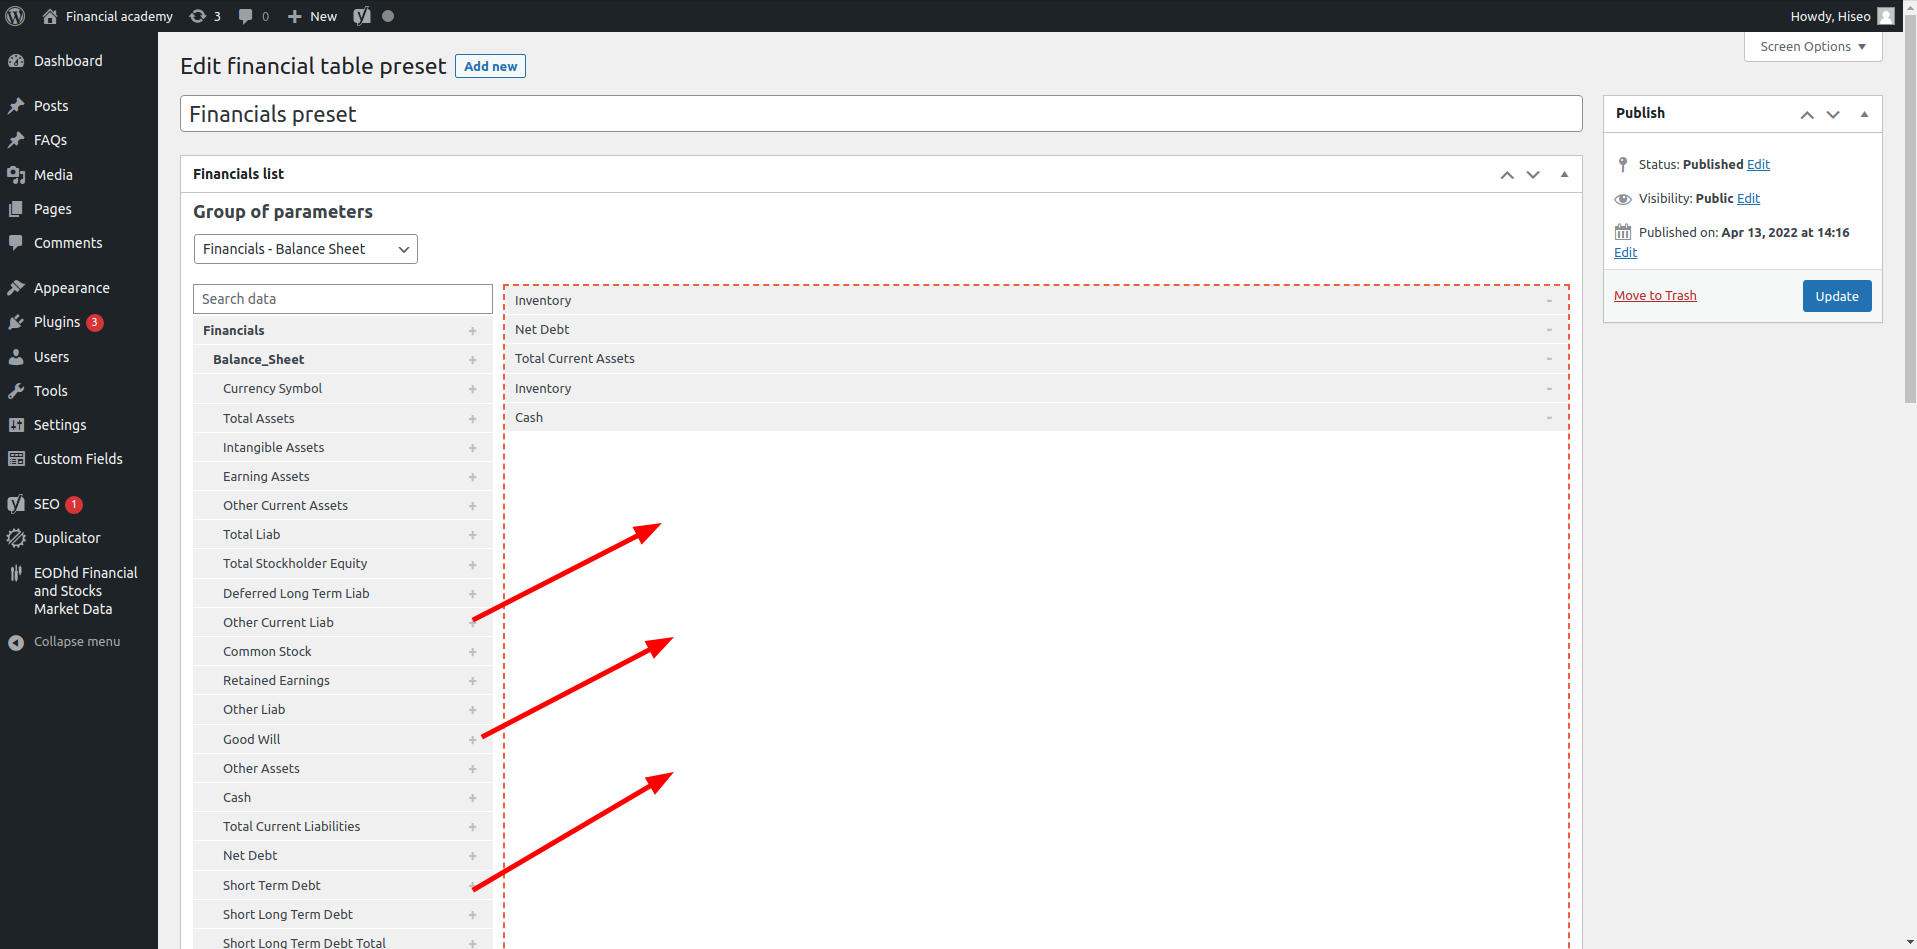 Financial academy 3 0 New Howdy, Hiseo
Screen Options
Dashboard
Posts
FAQs
Media
Pages
Comments
Appearance
Plugins 3
Users
Tools
Settings
Custom Fields
SEO 1
Duplicator
EODhd Financial
and Stocks
Market Data
Collapse menu
Edit financial table preset Add new
Financials preset
Financials list
Group of parameters
Financials - Balance Sheet
Search data
Financials +
Balance_Sheet +
Currency Symbol +
Total Assets +
Intangible Assets +
Earning Assets +
Other Current Assets +
Total Liab +
Total Stockholder Equity +
Deferred Long Term Liab +
Other Current Liab +
Common Stock +
Retained Earnings +
Other Liab +
Good Will +
Other Assets +
Cash +
Total Current Liabilities +
Net Debt +
Short Term Debt +
Short Long Term Debt +
Short Long Term Debt Total +
Inventory -
Net Debt -
Total Current Assets -
Inventory -
Cash -
Publish
Status: Published Edit
Visibility: Public Edit
Published on: Apr 13, 2022 at 14:16
Edit
Move to Trash Update